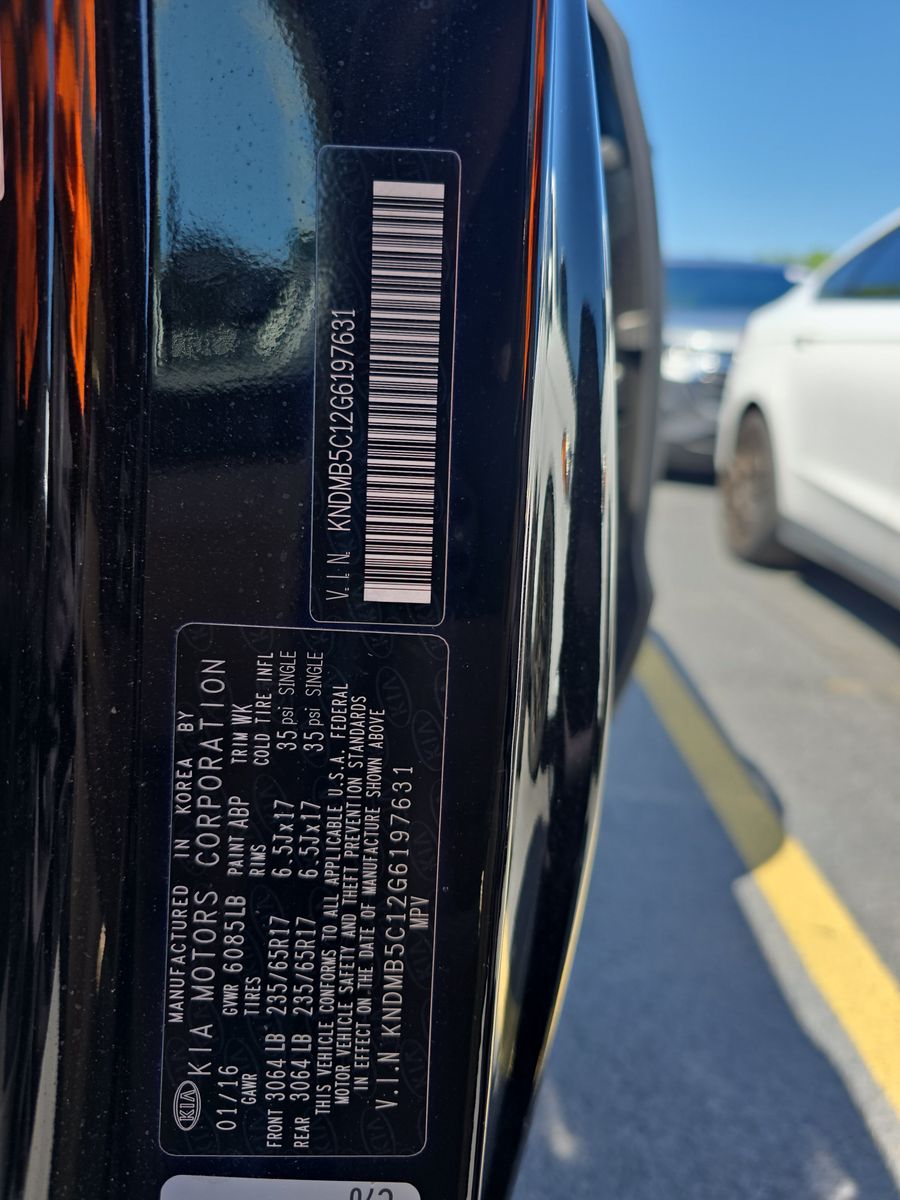 V.I.N. KNDMB5C12G6197631
MANUFACTURED IN KOREA BY
KIA KIA MOTORS CORPORATION
01/16 GVWR 6085LB PAINT ABP TRIM WK
GAWR TIRES RIMS COLD TIRE INFL
FRONT 3064 LB 235/65R17 6.5Jx17 35 psi SINGLE
REAR 3064 LB 235/65R17 6.5Jx17 35 psi SINGLE
THIS VEHICLE CONFORMS TO ALL APPLICABLE U.S.A. FEDERAL
MOTOR VEHICLE SAFETY AND THEFT PREVENTION STANDARDS
IN EFFECT ON THE DATE OF MANUFACTURE SHOWN ABOVE
V.I.N KNDMB5C12G6197631
MPV